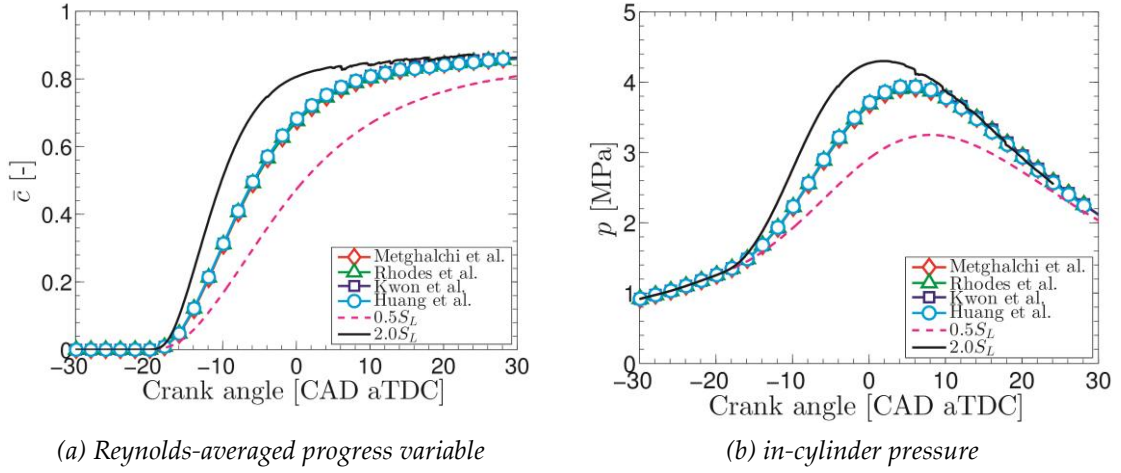 1
0.8
0.6
0.4
0.2
0
c̄ [-]
−30 −20 −10 0 10 20 30
Crank angle [CAD aTDC]
Metghalchi et al.
Rhodes et al.
Kwon et al.
Huang et al.
0.5S_L
2.0S_L
(a) Reynolds-averaged progress variable
5
4
3
2
1
0
p [MPa]
−30 −20 −10 0 10 20 30
Crank angle [CAD aTDC]
Metghalchi et al.
Rhodes et al.
Kwon et al.
Huang et al.
0.5S_L
2.0S_L
(b) in-cylinder pressure